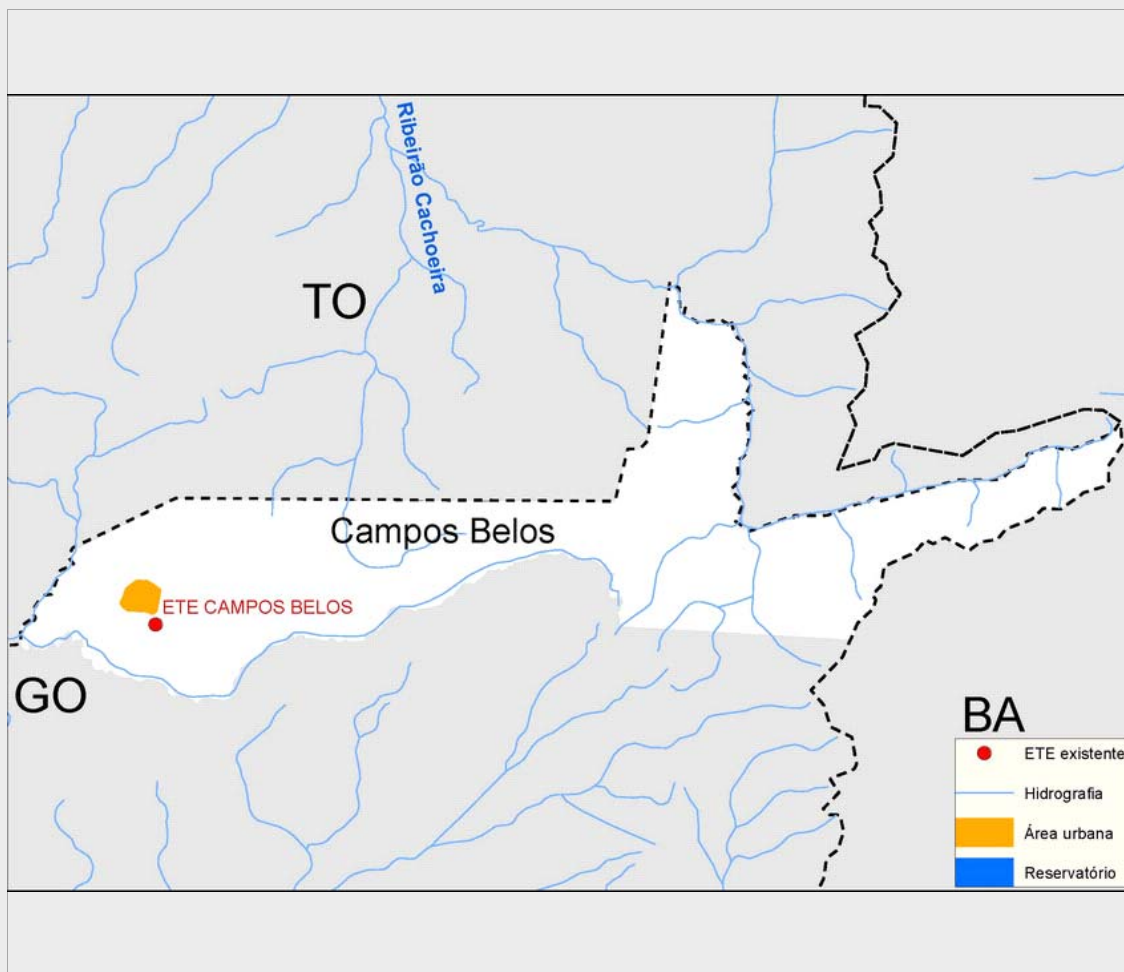 Ribeirão Cachoeira
TO
Campos Belos
ETE CAMPOS BELOS
GO
BA
ETE existente
Hidrografia
Área urbana
Reservatório